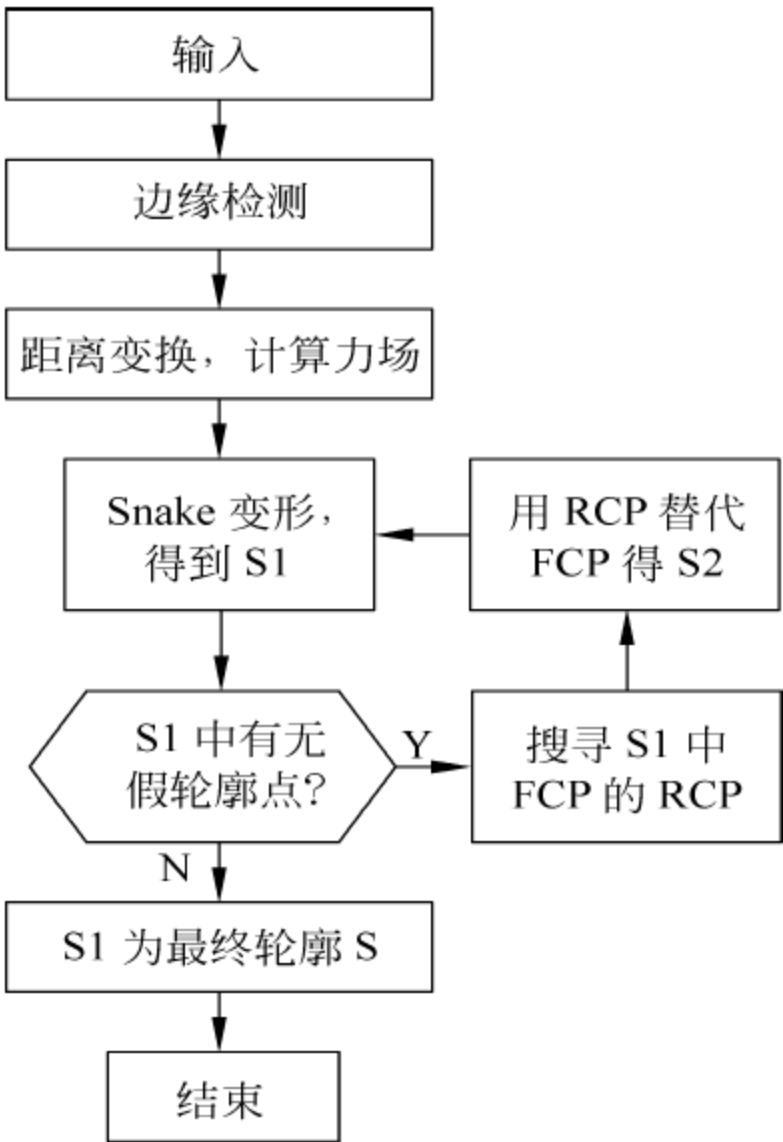 输入
边缘检测
距离变换，计算力场
Snake 变形，
得到 S1
用 RCP 替代
FCP 得 S2
S1 中有无
假轮廓点?
Y
搜寻 S1 中
FCP 的 RCP
N
S1 为最终轮廓 S
结束